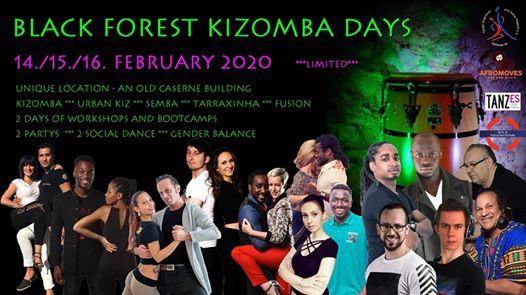 BLACK FOREST KIZOMBA DAYS
14./15./16. FEBRUARY 2020 ***LIMITED***
UNIQUE LOCATION - AN OLD CASERNE BUILDING
KIZOMBA *** URBAN KIZ *** SEMBA *** TARRAXINHA *** FUSION
2 DAYS OF WORKSHOPS AND BOOTCAMPS
2 PARTYS *** 2 SOCIAL DANCE *** GENDER BALANCE
AFROMOVES
TANZES